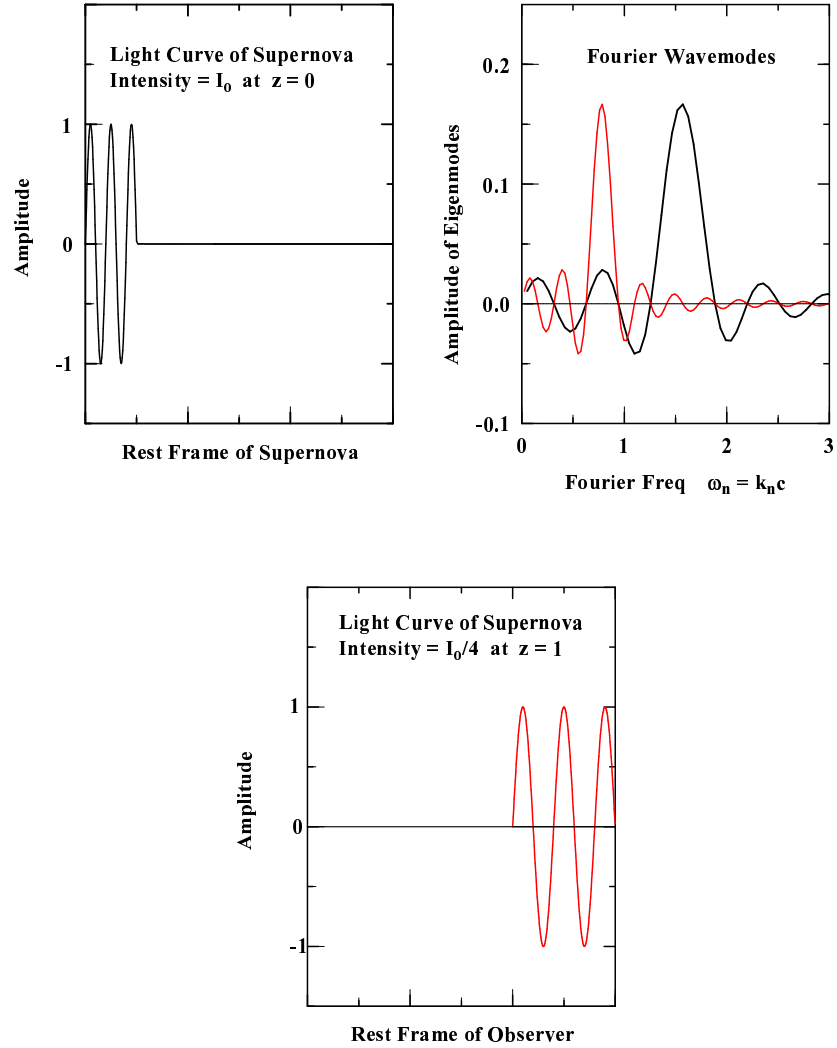 Light Curve of Supernova
Intensity = I₀ at z = 0
Amplitude
1
0
-1
Rest Frame of Supernova
Fourier Wavemodes
Amplitude of Eigenmodes
0.2
0.1
0.0
-0.1
0 1 2 3
Fourier Freq ωₙ = kₙc
Light Curve of Supernova
Intensity = I₀/4 at z = 1
Amplitude
1
0
-1
Rest Frame of Observer